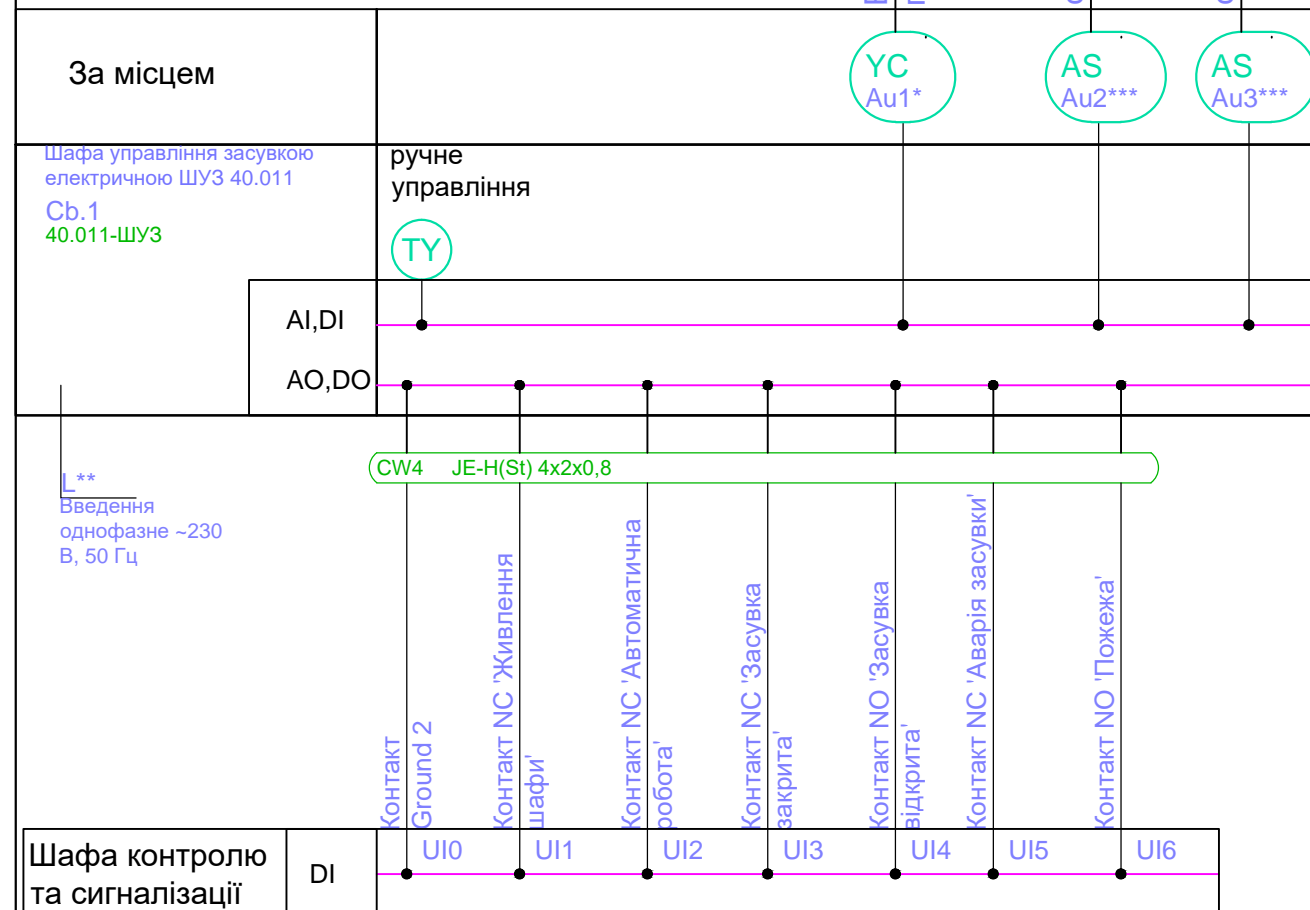 За місцем
YC
Au1*
AS
Au2***
AS
Au3***
Шафа управління засувкою
електричною ШУЗ 40.011
Cb.1
40.011-ШУЗ
ручне
управління
TY
AI,DI
AO,DO
L**
Введення
однофазне ~230
В, 50 Гц
CW4 JE-H(St) 4x2x0,8
Контакт
Ground 2
Контакт NC 'Живлення
шафи'
Контакт NC 'Автоматична
робота'
Контакт NC 'Засувка
закрита'
Контакт NO 'Засувка
відкрита'
Контакт NC 'Аварія засувки'
Контакт NO 'Пожежа'
Шафа контролю
та сигналізації
DI
UI0
UI1
UI2
UI3
UI4
UI5
UI6